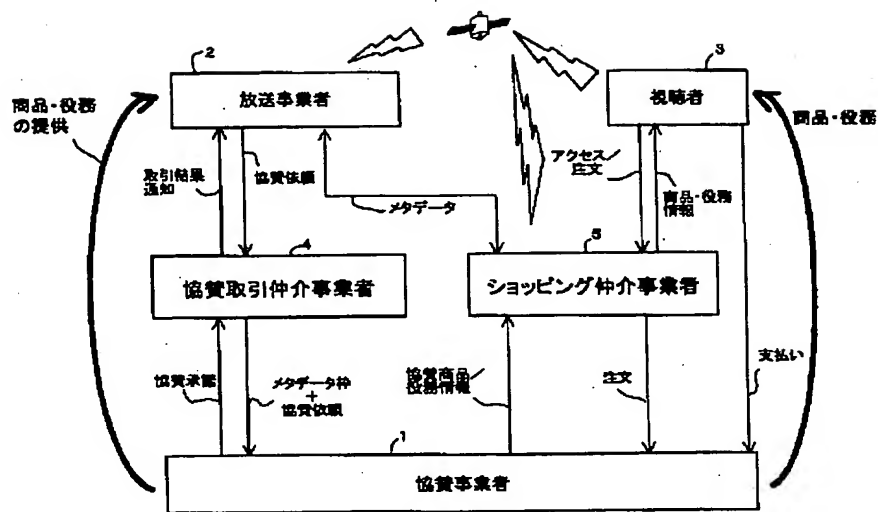 2
3
放送事業者
視聴者
商品・役務
の提供
商品・役務
取引結果
通知
協賛依頼
アクセス/
注文
商品・役務
情報
メタデータ
4
5
協賛取引仲介事業者
ショッピング仲介事業者
協賛承諾
メタデータ枠
+
協賛依頼
協賛商品/
役務情報
注文
支払い
1
協賛事業者